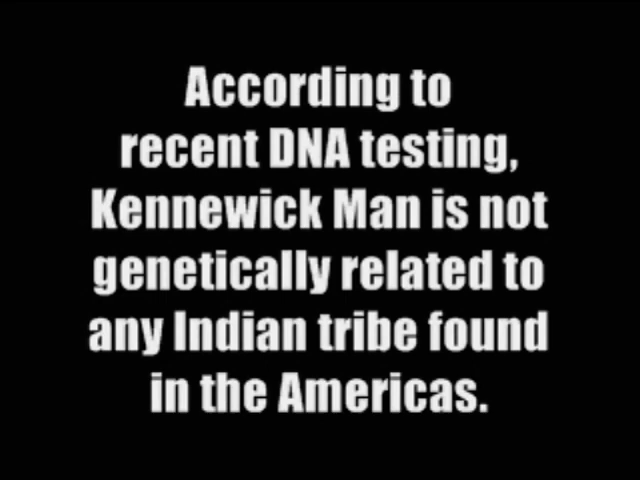 According to
recent DNA testing,
Kennewick Man is not
genetically related to
any Indian tribe found
in the Americas.